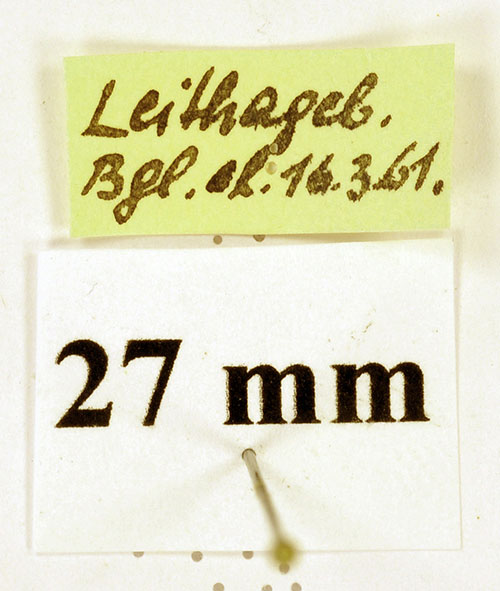 Leithageb.
Bgl. el. 16.3.61.
27 mm